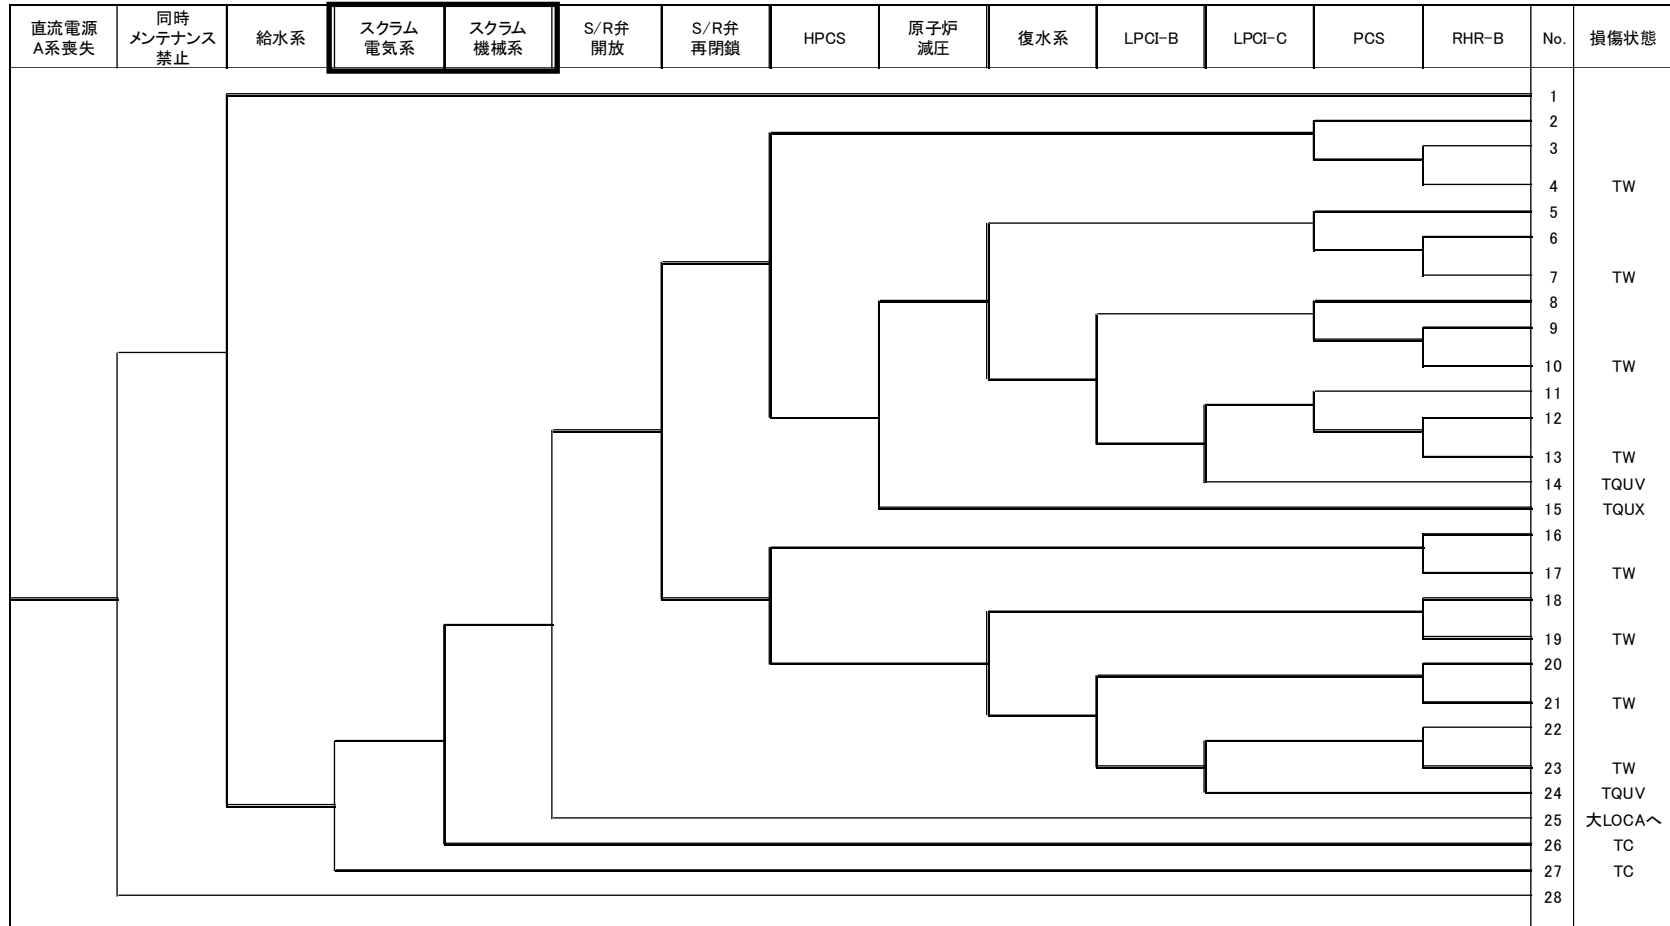 直流電源
A系喪失
同時
メンテナンス
禁止
給水系
スクラム
電気系
スクラム
機械系
S/R弁
開放
S/R弁
再閉鎖
HPCS
原子炉
減圧
復水系
LPCI-B
LPCI-C
PCS
RHR-B
No.
損傷状態
1
2
3
4 TW
5
6
7 TW
8
9
10 TW
11
12
13 TW
14 TQUV
15 TQUX
16
17 TW
18
19 TW
20
21 TW
22
23 TW
24 TQUV
25 大LOCAへ
26 TC
27 TC
28